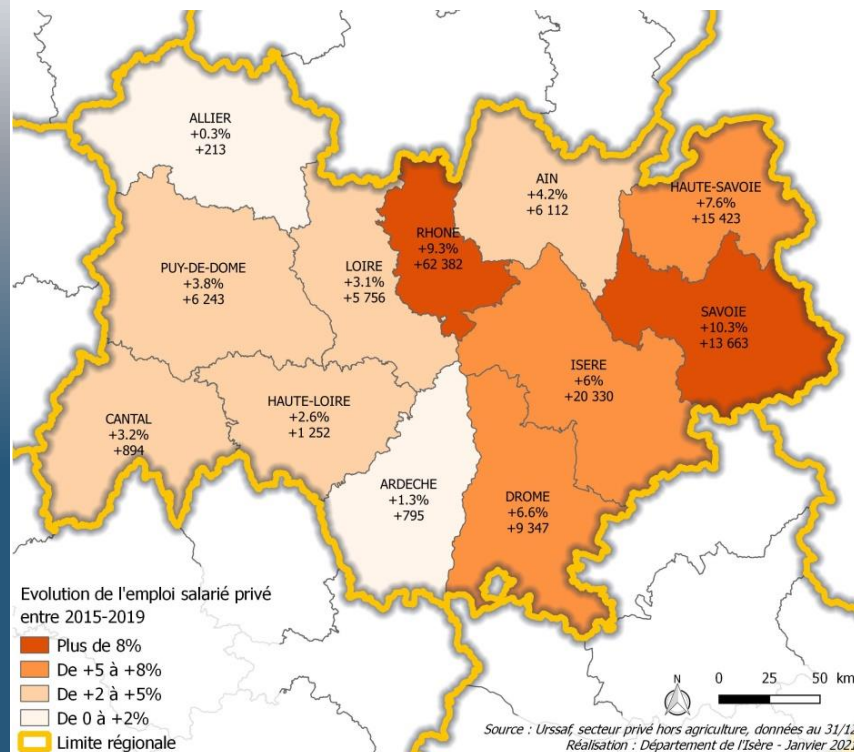 ALLIER
+0.3%
+213
AIN
+4.2%
+6 112
HAUTE-SAVOIE
+7.6%
+15 423
RHONE
+9.3%
+62 382
PUY-DE-DOME
+3.8%
+6 243
LOIRE
+3.1%
+5 756
SAVOIE
+10.3%
+13 663
ISERE
+6%
+20 330
HAUTE-LOIRE
+2.6%
+1 252
CANTAL
+3.2%
+894
ARDECHE
+1.3%
+795
DROME
+6.6%
+9 347
Evolution de l'emploi salarié privé
entre 2015-2019
Plus de 8%
De +5 à +8%
De +2 à +5%
De 0 à +2%
Limite régionale
N
0 25 50 km
Source : Urssaf, secteur privé hors agriculture, données au 31/12
Réalisation : Département de l'Isère - Janvier 202